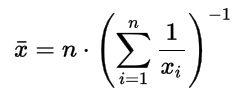 x̄ = n · ( ∑_{i=1}^{n} 1/x_i )^{-1}